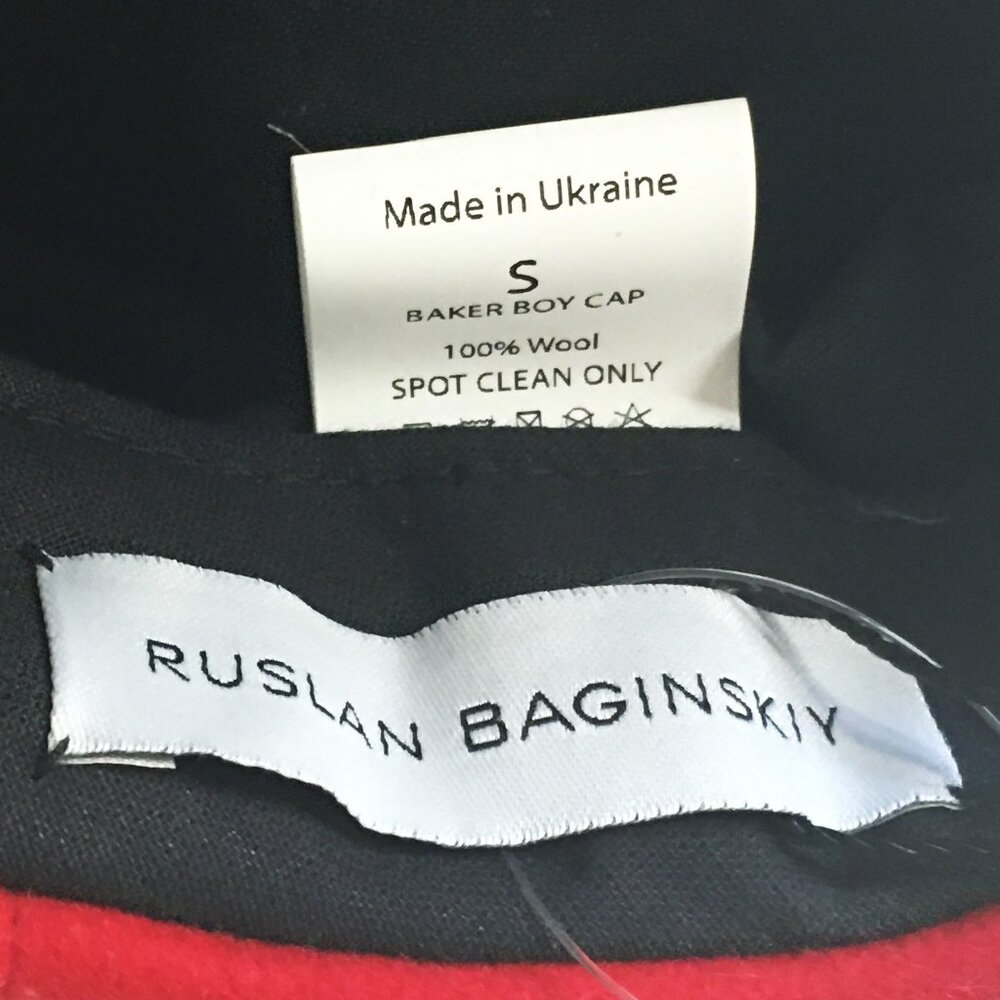 Made in Ukraine
S
BAKER BOY CAP
100% Wool
SPOT CLEAN ONLY
RUSLAN BAGINSKIY